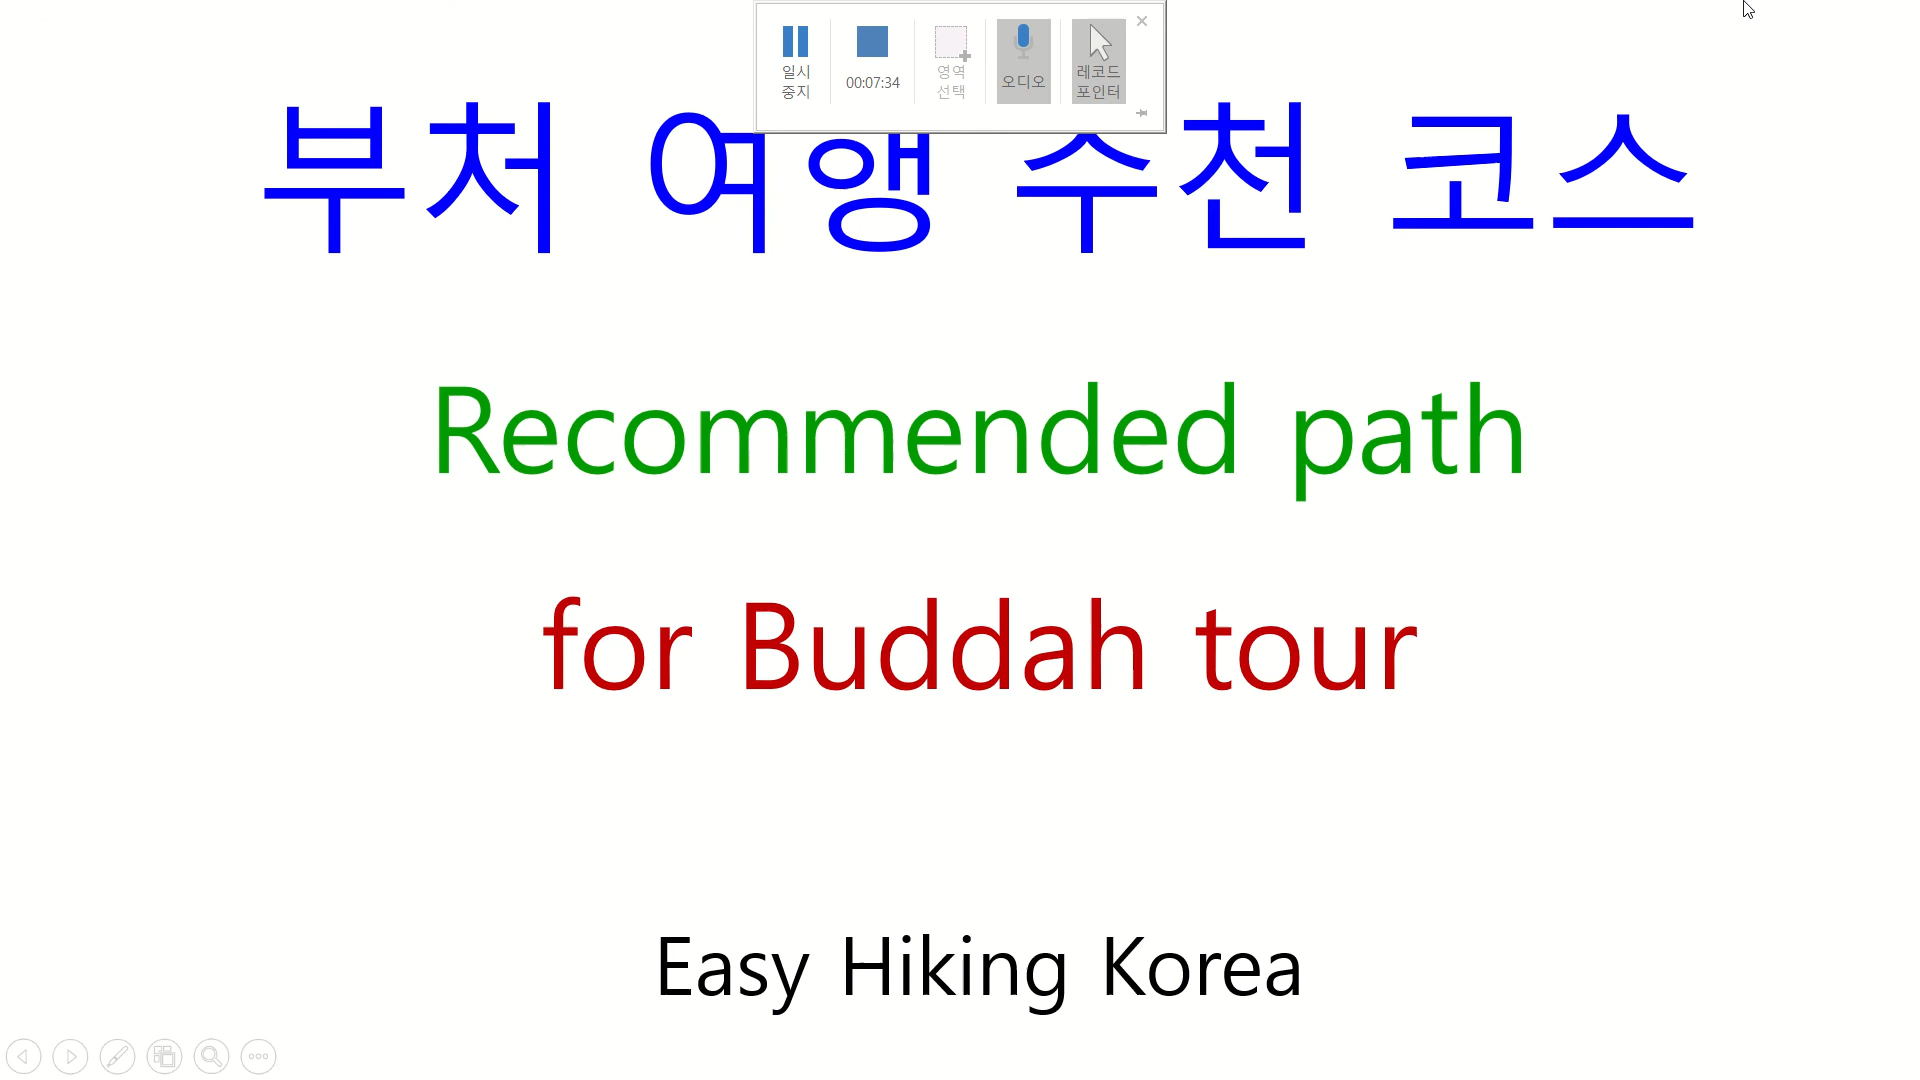 일시
중지
00:07:34
영역
선택
오디오
레코드
포인터
부처 여행 추천 코스
Recommended path
for Buddah tour
Easy Hiking Korea